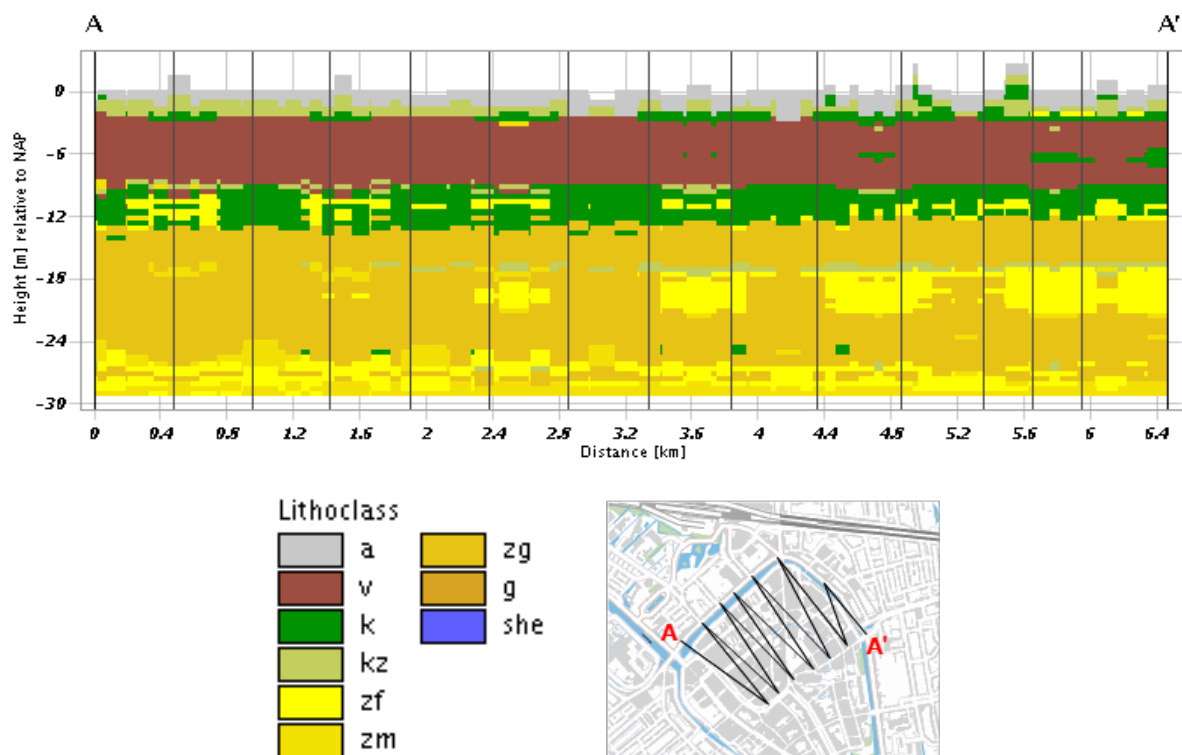 A A'
0
-6
-12
-18
-24
-30
Height [m] relative to NAP
0 0.4 0.8 1.2 1.6 2 2.4 2.8 3.2 3.6 4 4.4 4.8 5.2 5.6 6 6.4
Distance [km]
Lithoclass
a zg
v g
k she
kz
zf
zm
A A'